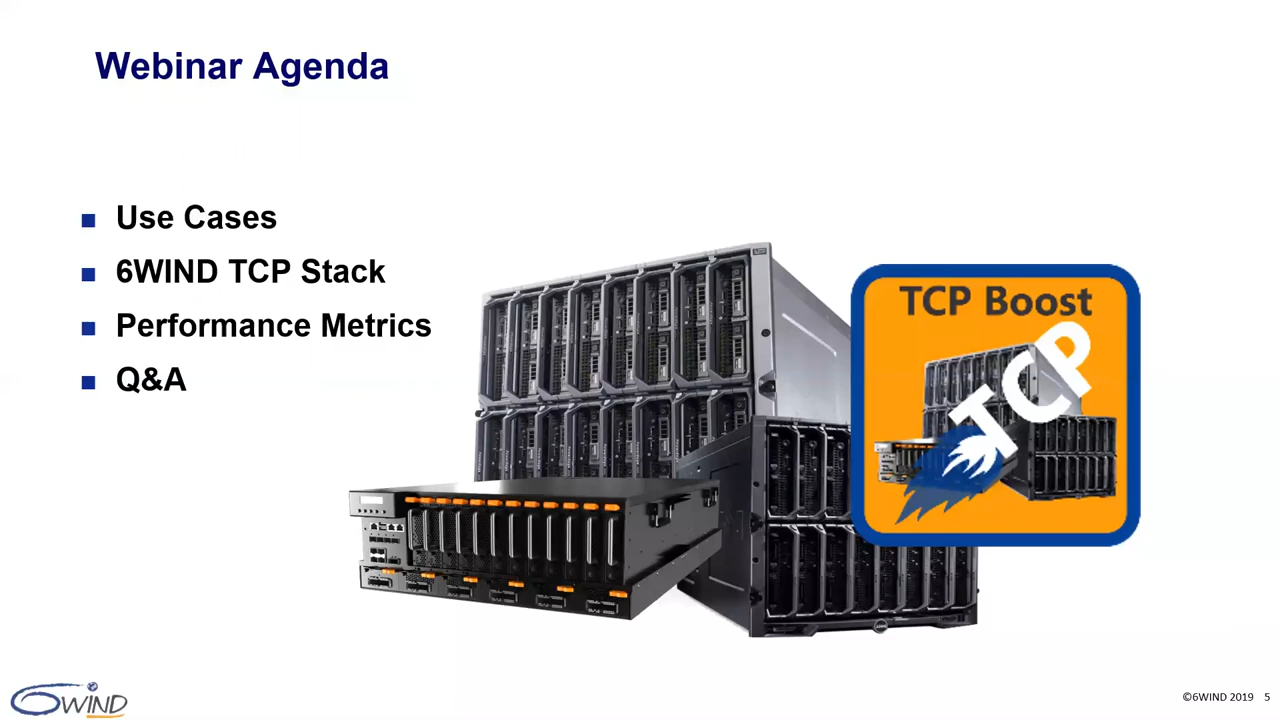 Webinar Agenda
■ Use Cases
■ 6WIND TCP Stack
■ Performance Metrics
■ Q&A
TCP Boost
TCP
6WIND
©6WIND 2019 5